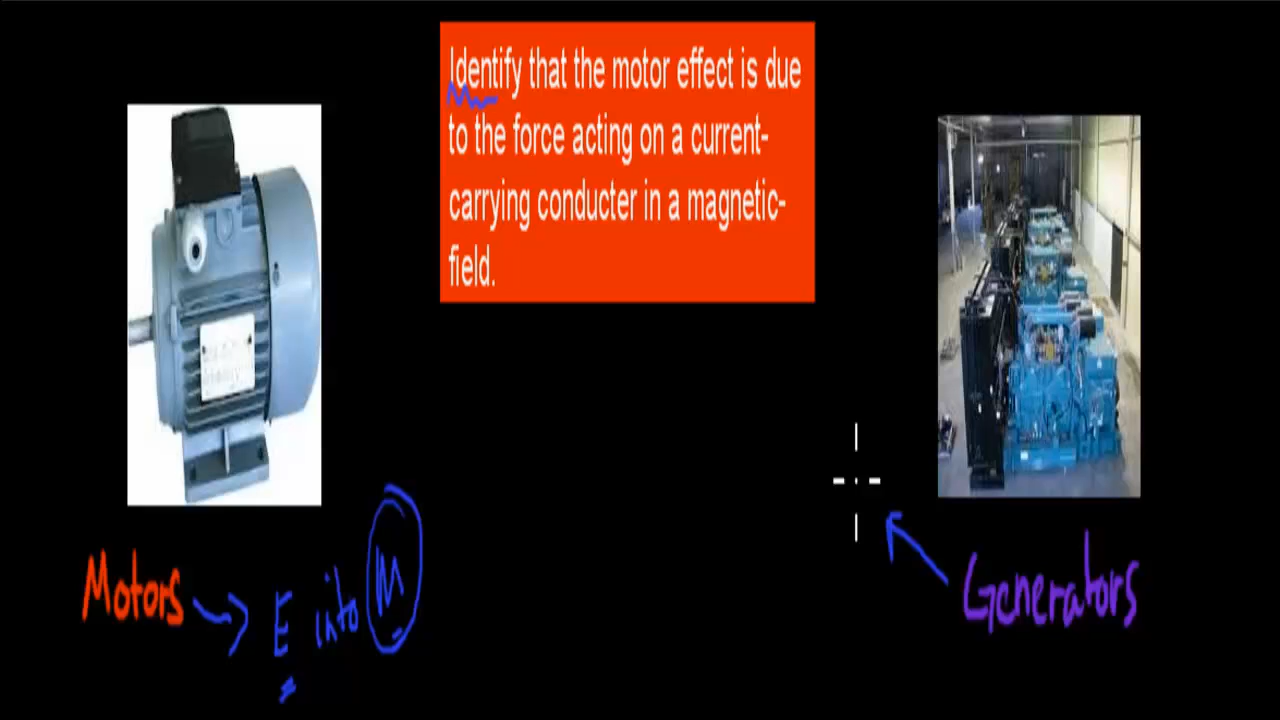 Identify that the motor effect is due
to the force acting on a current-
carrying conducter in a magnetic-
field.
Motors
E into M
Generators